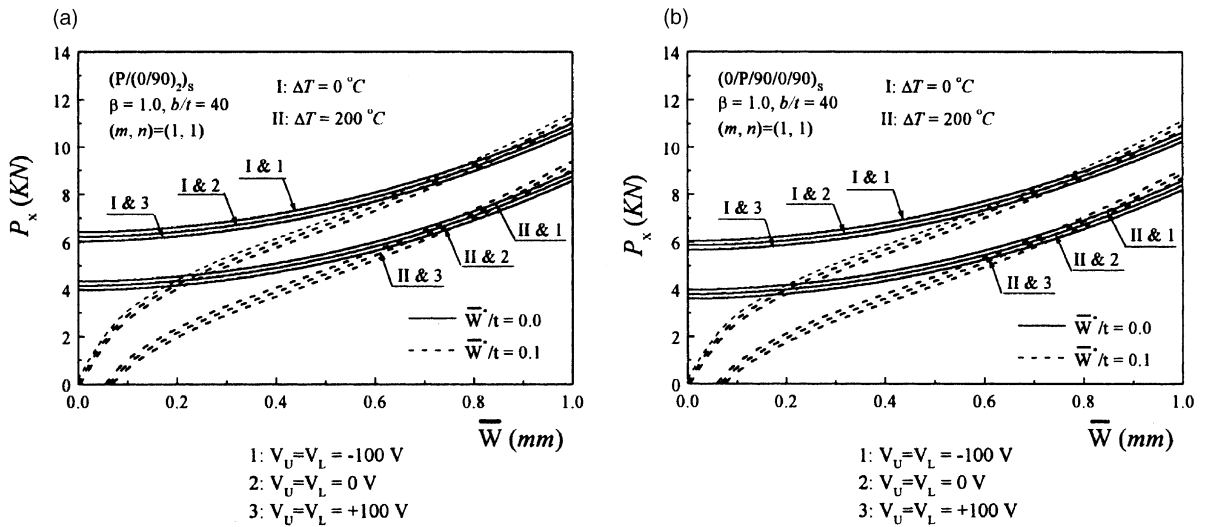 (a)
14
12
10
8
6
4
2
0
P_x (KN)
(P/(0/90)_2)_S
β = 1.0, b/t = 40
(m, n)=(1, 1)
I: ΔT = 0 °C
II: ΔT = 200 °C
I & 1
I & 2
I & 3
II & 1
II & 2
II & 3
W̅*/t = 0.0
W̅*/t = 0.1
0.0 0.2 0.4 0.6 0.8 1.0
W̅ (mm)
1: V_U=V_L = -100 V
2: V_U=V_L = 0 V
3: V_U=V_L = +100 V
(b)
14
12
10
8
6
4
2
0
P_x (KN)
(0/P/90/0/90)_S
β = 1.0, b/t = 40
(m, n)=(1, 1)
I: ΔT = 0 °C
II: ΔT = 200 °C
I & 1
I & 2
I & 3
II & 1
II & 2
II & 3
W̅*/t = 0.0
W̅*/t = 0.1
0.0 0.2 0.4 0.6 0.8 1.0
W̅ (mm)
1: V_U=V_L = -100 V
2: V_U=V_L = 0 V
3: V_U=V_L = +100 V